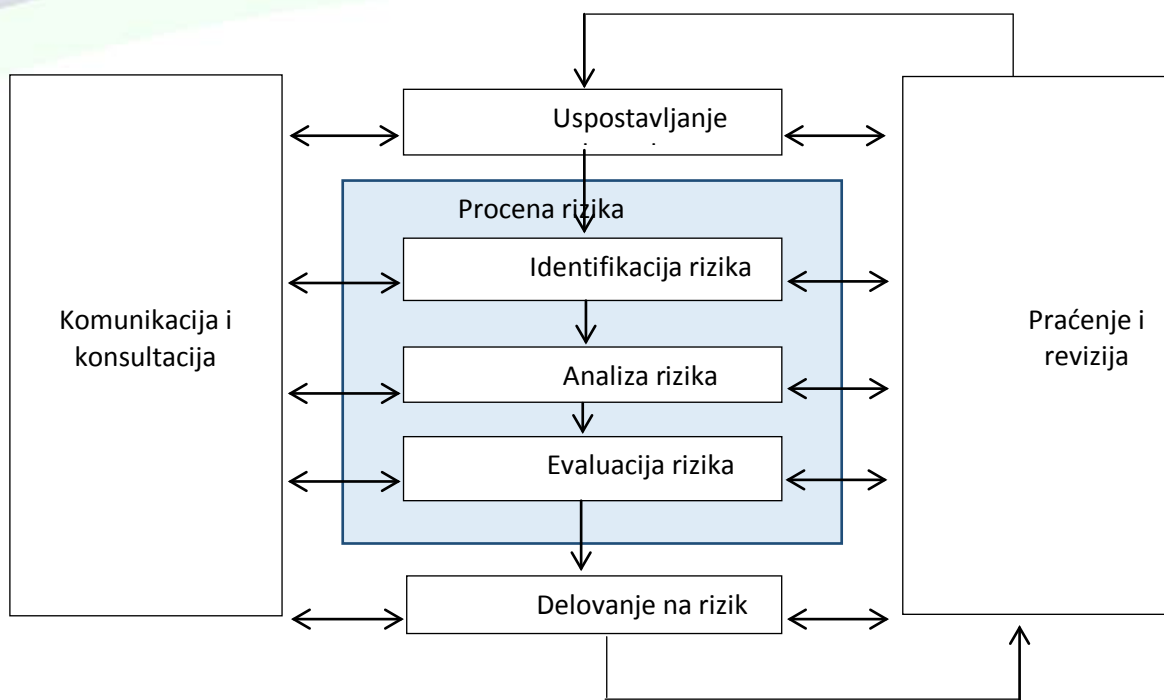 Uspostavljanje
Procena rizika
Identifikacija rizika
Komunikacija i
konsultacija
Praćenje i
revizija
Analiza rizika
Evaluacija rizika
Delovanje na rizik